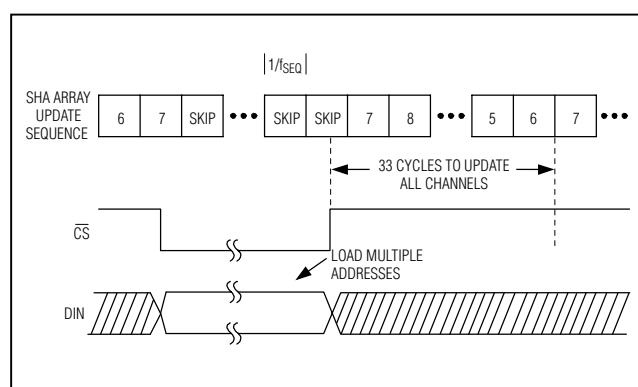 1/fSEQ
SHA ARRAY
UPDATE
SEQUENCE
6 7 SKIP ••• SKIP SKIP 7 8 ••• 5 6 7 •••
33 CYCLES TO UPDATE
ALL CHANNELS
C̅S̅
LOAD MULTIPLE
ADDRESSES
DIN